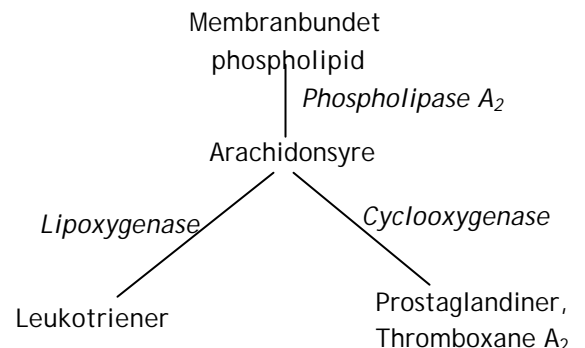 Membranbundet
phospholipid
Phospholipase A₂
Arachidonsyre
Lipoxygenase
Cyclooxygenase
Leukotriener
Prostaglandiner,
Thromboxane A₂